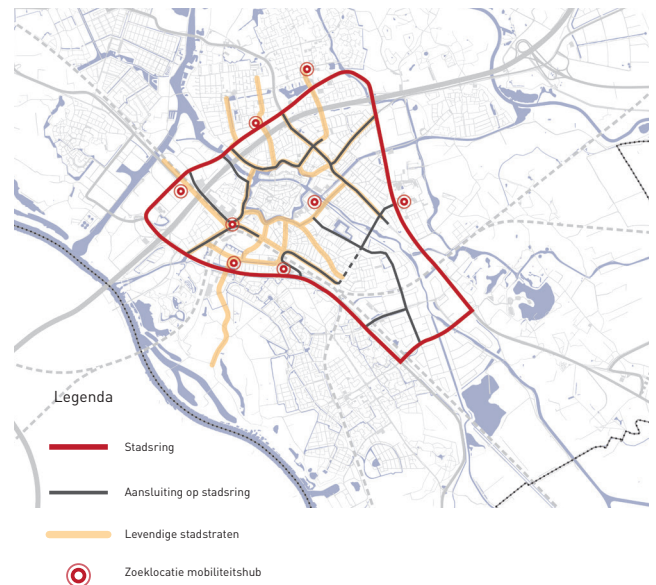 Legenda
Stadsring
Aansluiting op stadsring
Levendige stadstraten
Zoeklocatie mobiliteitshub